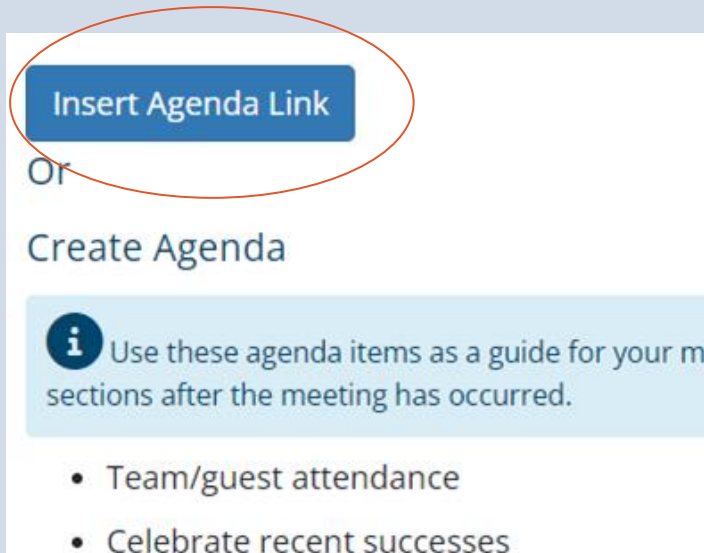 Insert Agenda Link
Or
Create Agenda
Use these agenda items as a guide for your
sections after the meeting has occurred.
• Team/guest attendance
• Celebrate recent successes